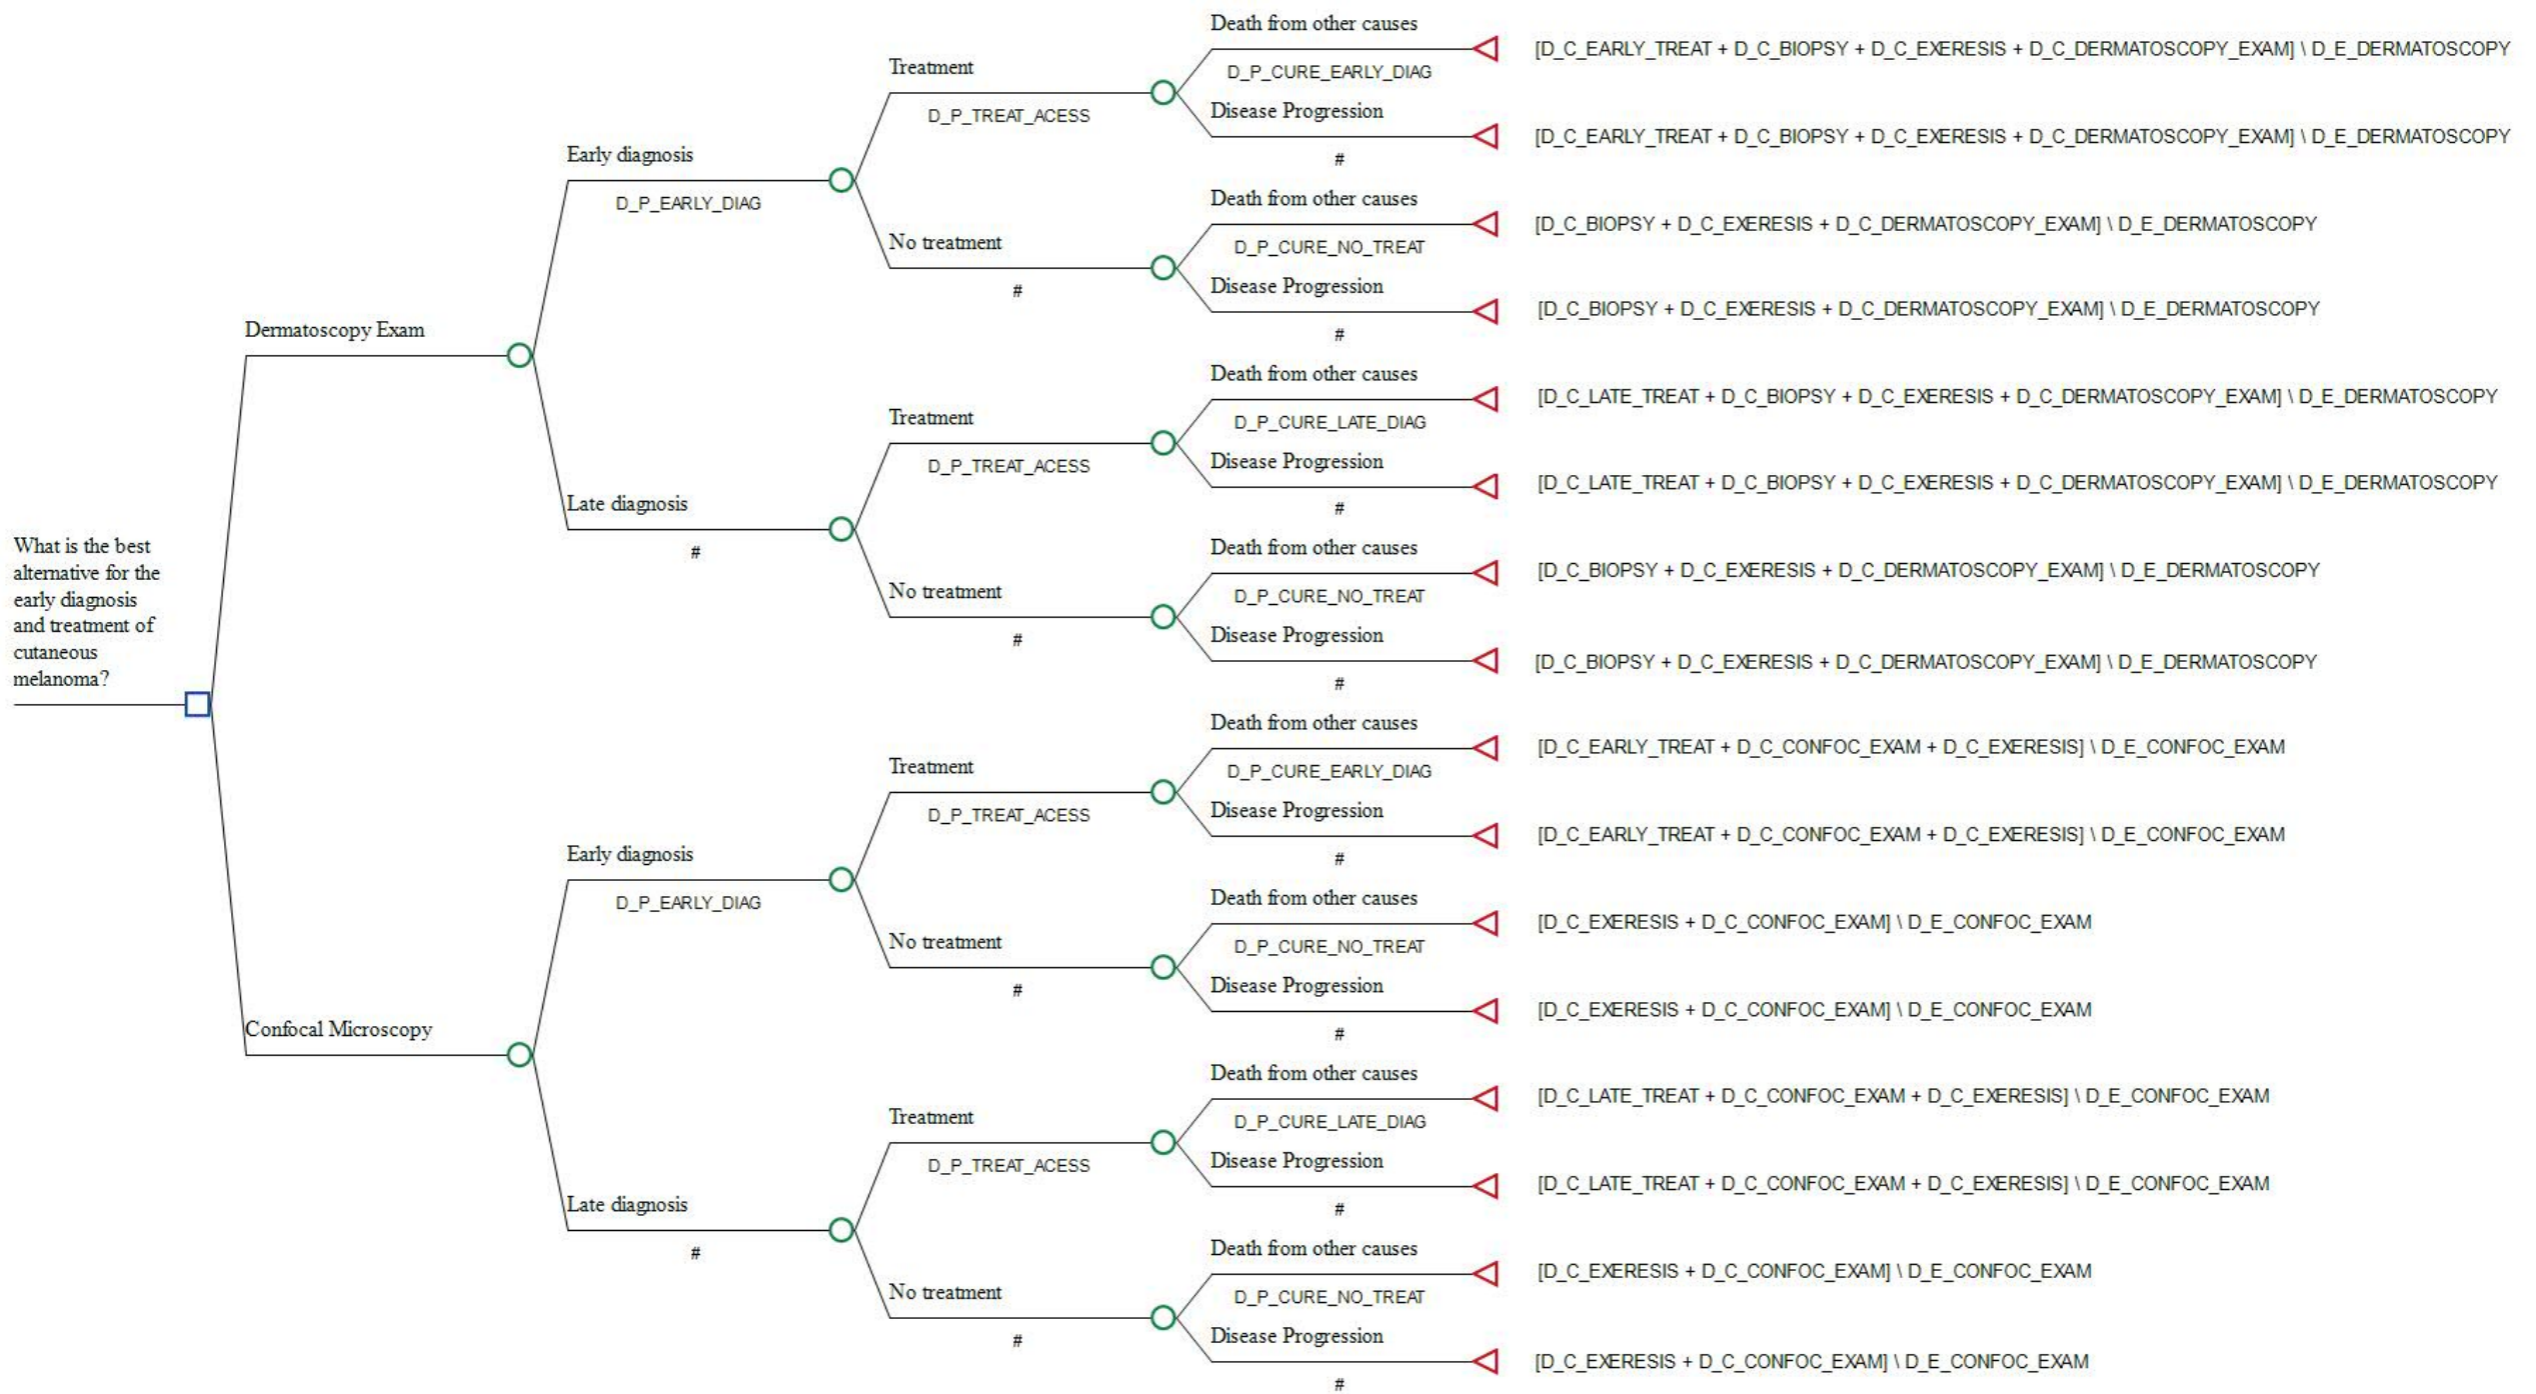 Death from other causes
[D_C_EARLY_TREAT + D_C_BIOPSY + D_C_EXERESIS + D_C_DERMATOSCOPY_EXAM] \ D_E_DERMATOSCOPY
Treatment
D_P_CURE_EARLY_DIAG
Disease Progression
D_P_TREAT_ACESS
[D_C_EARLY_TREAT + D_C_BIOPSY + D_C_EXERESIS + D_C_DERMATOSCOPY_EXAM] \ D_E_DERMATOSCOPY
#
Early diagnosis
D_P_EARLY_DIAG
Death from other causes
[D_C_BIOPSY + D_C_EXERESIS + D_C_DERMATOSCOPY_EXAM] \ D_E_DERMATOSCOPY
No treatment
D_P_CURE_NO_TREAT
Disease Progression
#
[D_C_BIOPSY + D_C_EXERESIS + D_C_DERMATOSCOPY_EXAM] \ D_E_DERMATOSCOPY
#
Dermatoscopy Exam
Death from other causes
[D_C_LATE_TREAT + D_C_BIOPSY + D_C_EXERESIS + D_C_DERMATOSCOPY_EXAM] \ D_E_DERMATOSCOPY
Treatment
D_P_CURE_LATE_DIAG
Disease Progression
D_P_TREAT_ACESS
[D_C_LATE_TREAT + D_C_BIOPSY + D_C_EXERESIS + D_C_DERMATOSCOPY_EXAM] \ D_E_DERMATOSCOPY
#
Late diagnosis
#
Death from other causes
[D_C_BIOPSY + D_C_EXERESIS + D_C_DERMATOSCOPY_EXAM] \ D_E_DERMATOSCOPY
No treatment
D_P_CURE_NO_TREAT
Disease Progression
#
[D_C_BIOPSY + D_C_EXERESIS + D_C_DERMATOSCOPY_EXAM] \ D_E_DERMATOSCOPY
#
What is the best
alternative for the
early diagnosis
and treatment of
cutaneous
melanoma?
Death from other causes
[D_C_EARLY_TREAT + D_C_CONFOC_EXAM + D_C_EXERESIS] \ D_E_CONFOC_EXAM
Treatment
D_P_CURE_EARLY_DIAG
Disease Progression
D_P_TREAT_ACESS
[D_C_EARLY_TREAT + D_C_CONFOC_EXAM + D_C_EXERESIS] \ D_E_CONFOC_EXAM
#
Early diagnosis
D_P_EARLY_DIAG
Death from other causes
[D_C_EXERESIS + D_C_CONFOC_EXAM] \ D_E_CONFOC_EXAM
No treatment
D_P_CURE_NO_TREAT
Disease Progression
#
[D_C_EXERESIS + D_C_CONFOC_EXAM] \ D_E_CONFOC_EXAM
#
Confocal Microscopy
Death from other causes
[D_C_LATE_TREAT + D_C_CONFOC_EXAM + D_C_EXERESIS] \ D_E_CONFOC_EXAM
Treatment
D_P_CURE_LATE_DIAG
Disease Progression
D_P_TREAT_ACESS
[D_C_LATE_TREAT + D_C_CONFOC_EXAM + D_C_EXERESIS] \ D_E_CONFOC_EXAM
#
Late diagnosis
#
Death from other causes
[D_C_EXERESIS + D_C_CONFOC_EXAM] \ D_E_CONFOC_EXAM
No treatment
D_P_CURE_NO_TREAT
Disease Progression
#
[D_C_EXERESIS + D_C_CONFOC_EXAM] \ D_E_CONFOC_EXAM
#